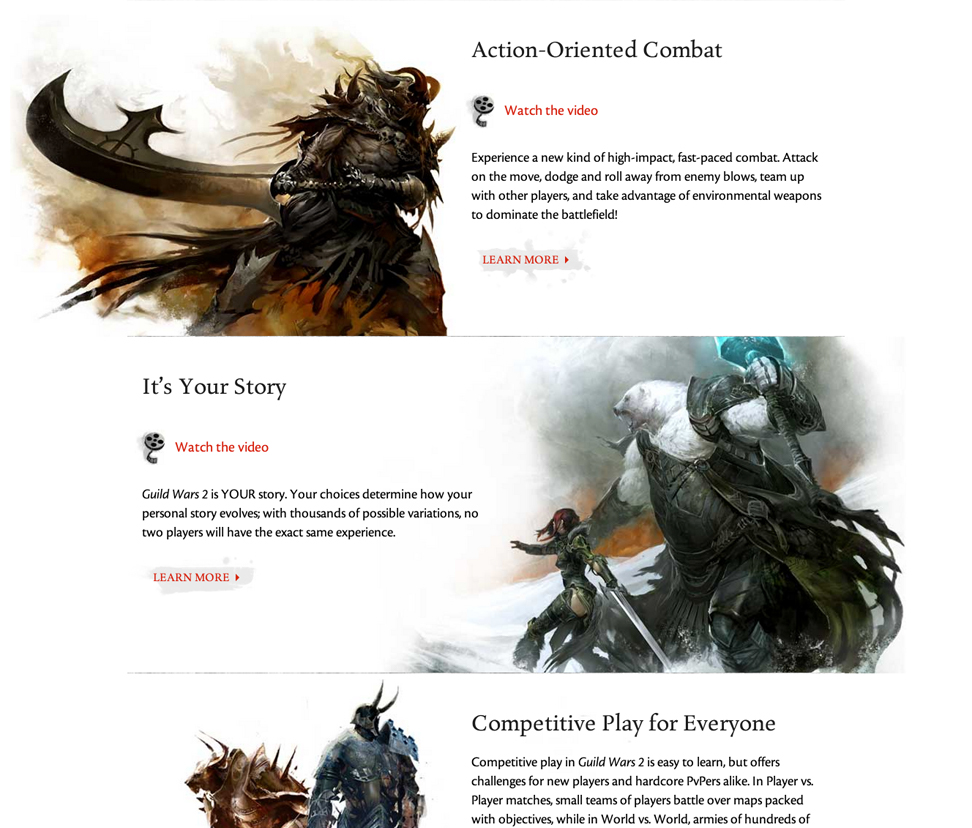 Action-Oriented Combat
Watch the video
Experience a new kind of high-impact, fast-paced combat. Attack
on the move, dodge and roll away from enemy blows, team up
with other players, and take advantage of environmental weapons
to dominate the battlefield!
LEARN MORE
It's Your Story
Watch the video
Guild Wars 2 is YOUR story. Your choices determine how your
personal story evolves; with thousands of possible variations, no
two players will have the exact same experience.
LEARN MORE
Competitive Play for Everyone
Competitive play in Guild Wars 2 is easy to learn, but offers
challenges for new players and hardcore PvPers alike. In Player vs.
Player matches, small teams of players battle over maps packed
with objectives, while in World vs. World, armies of hundreds of